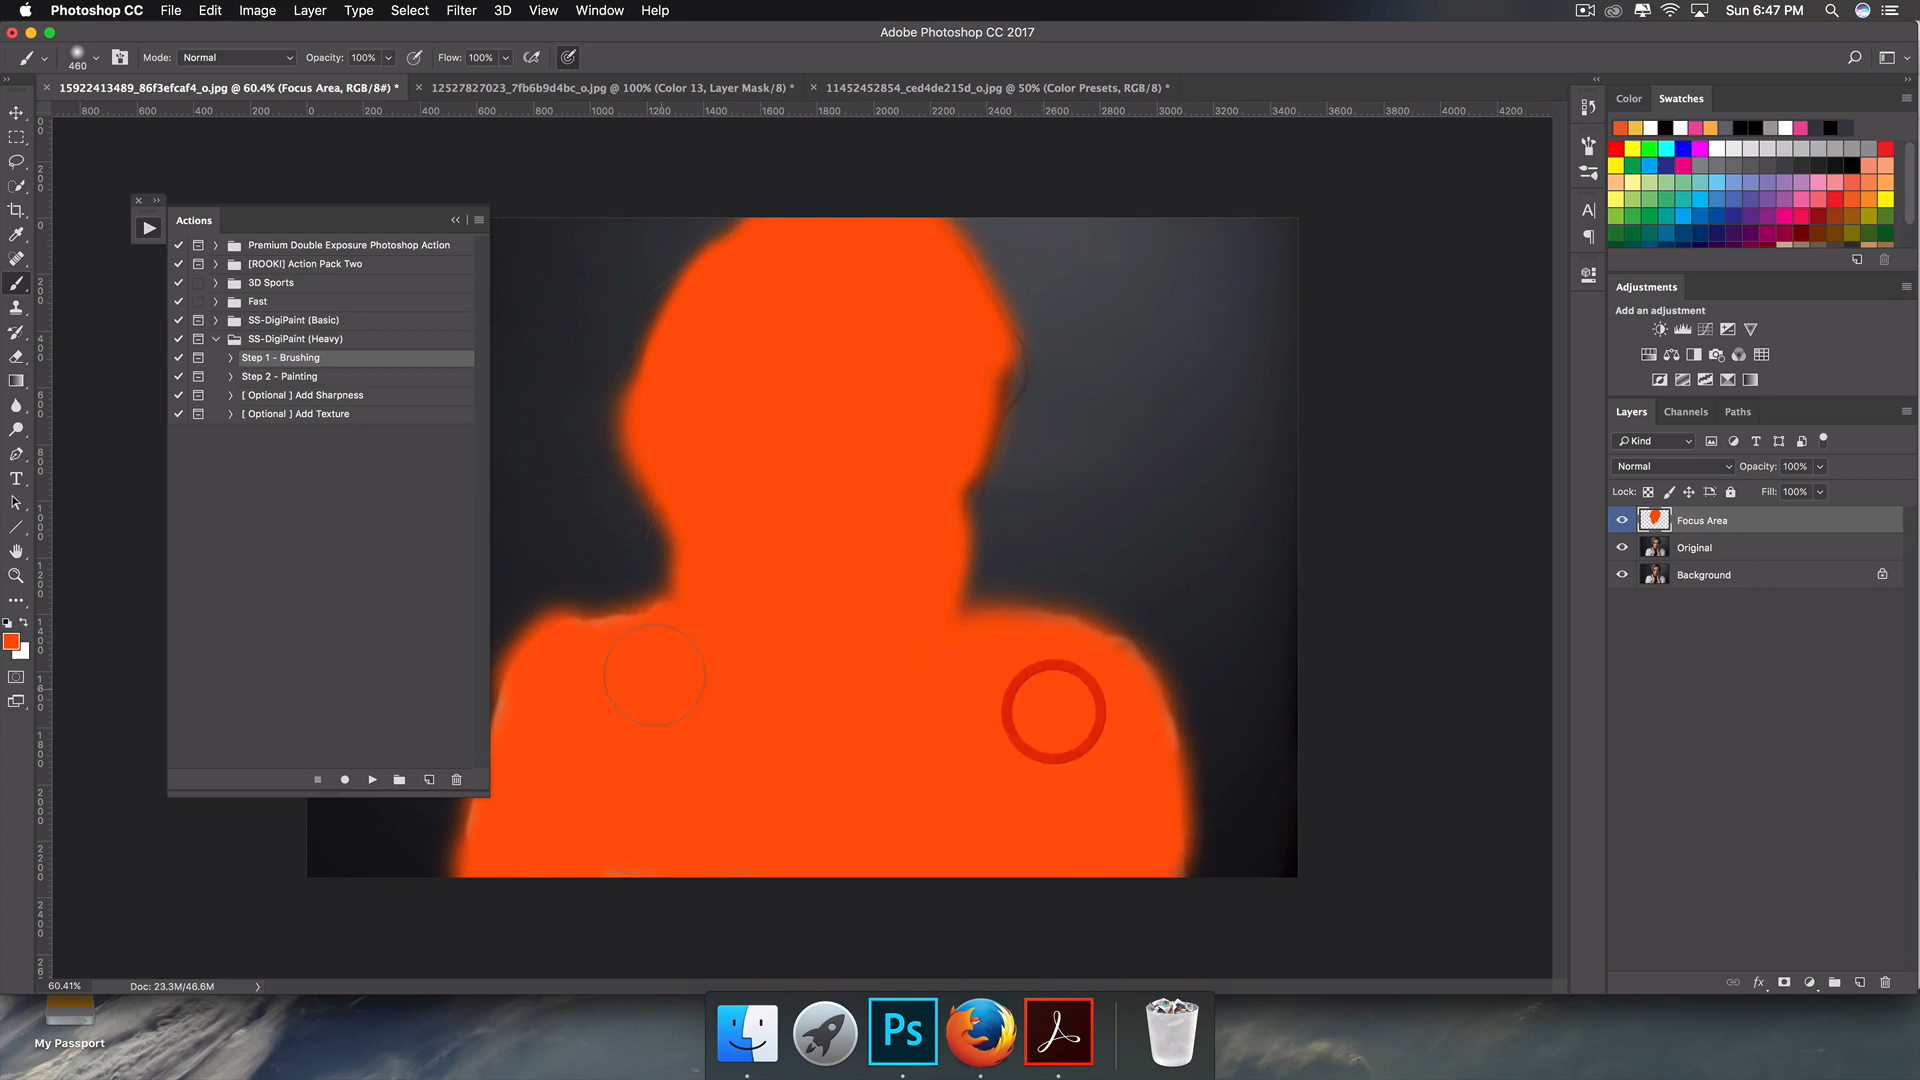 Photoshop CC File Edit Image Layer Type Select Filter 3D View Window Help Sun 6:47 PM
Adobe Photoshop CC 2017
460 Mode: Normal Opacity: 100% Flow: 100%
15922413489_86f3efcaf4_o.jpg @ 60.4% (Focus Area, RGB/8#) * 12527827023_7fb6b9d4bc_o.jpg @ 100% (Color 13, Layer Mask/8) * 11452452854_ced4de215d_o.jpg @ 50% (Color Presets, RGB/8) *
800 600 400 200 0 200 400 600 800 1000 1200 1400 1600 1800 2000 2200 2400 2600 2800 3000 3200 3400 3600 3800 4000 4200
Color Swatches
Actions
Premium Double Exposure Photoshop Action
[ROOKI] Action Pack Two
3D Sports
Fast
SS-DigiPaint (Basic)
SS-DigiPaint (Heavy)
Step 1 - Brushing
Step 2 - Painting
[ Optional ] Add Sharpness
[ Optional ] Add Texture
Adjustments
Add an adjustment
Layers Channels Paths
Kind
Normal Opacity: 100%
Lock: Fill: 100%
Focus Area
Original
Background
fx
60.41% Doc: 23.3M/46.6M
My Passport
Ps